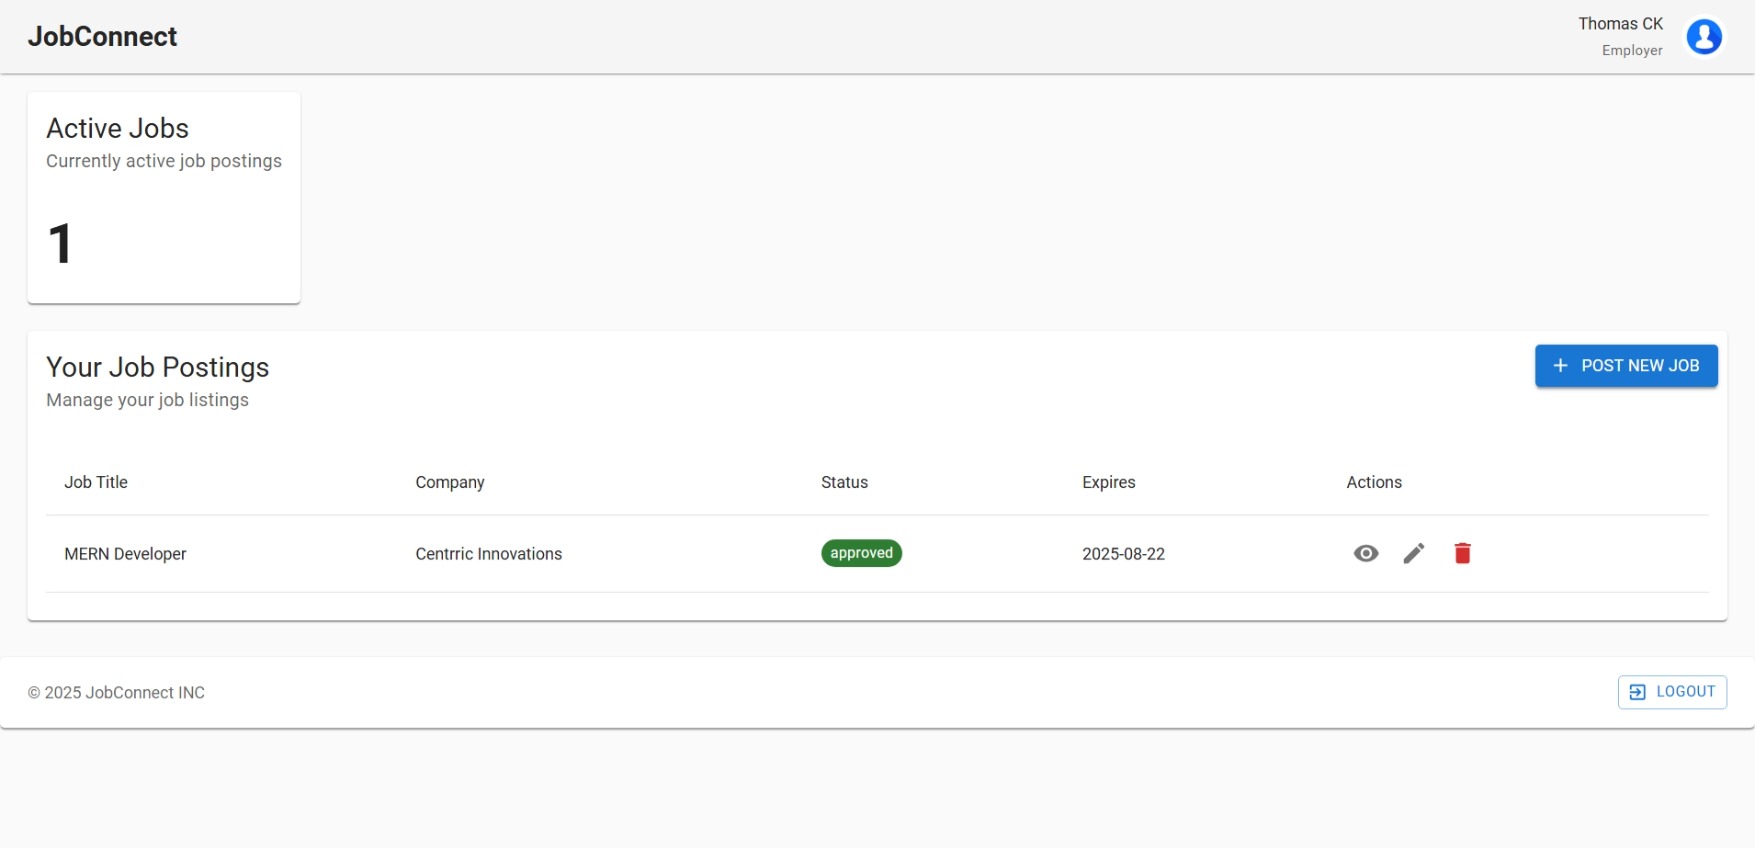 JobConnect
Thomas CK
Employer
Active Jobs
Currently active job postings
1
Your Job Postings
Manage your job listings
POST NEW JOB
Job Title Company Status Expires Actions
MERN Developer Centrric Innovations approved 2025-08-22
© 2025 JobConnect INC
LOGOUT